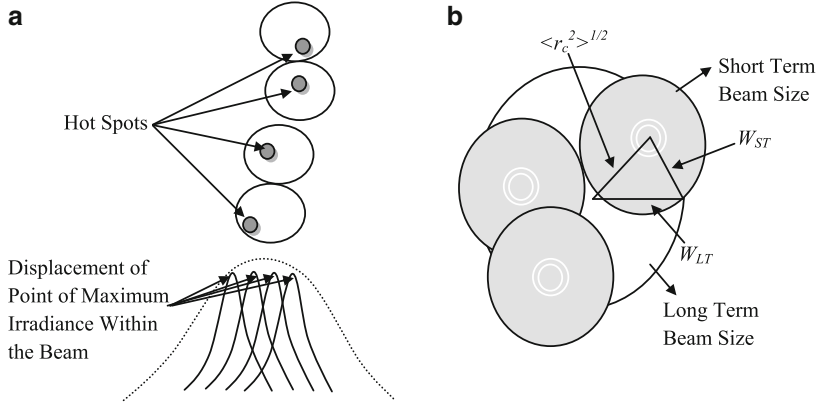 a
Hot Spots
Displacement of
Point of Maximum
Irradiance Within
the Beam
b
<r_c^2>^1/2
Short Term
Beam Size
W_ST
W_LT
Long Term
Beam Size